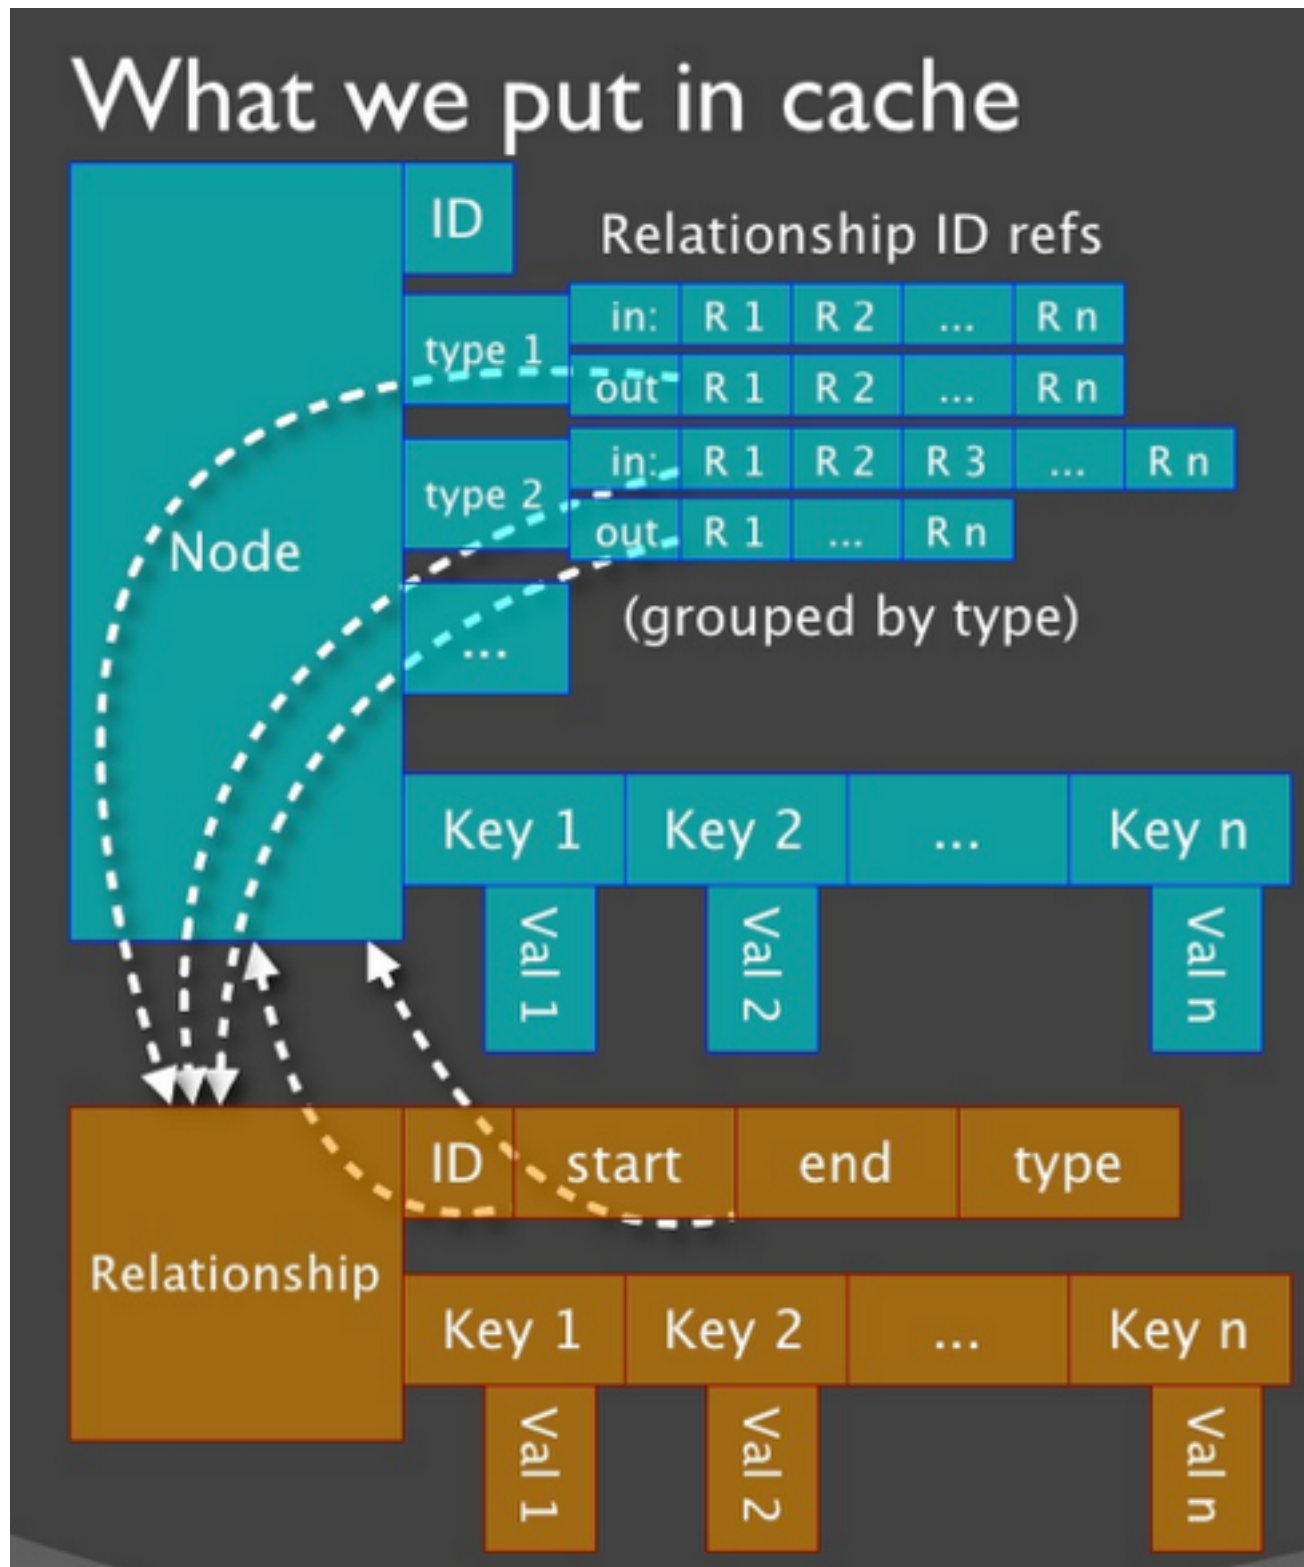 What we put in cache
ID
Relationship ID refs
type 1
in: R 1 R 2 ... R n
out R 1 R 2 ... R n
type 2
in: R 1 R 2 R 3 ... R n
out R 1 ... R n
Node
...
(grouped by type)
Key 1 Key 2 ... Key n
Val 1 Val 2 Val n
ID start end type
Relationship
Key 1 Key 2 ... Key n
Val 1 Val 2 Val n